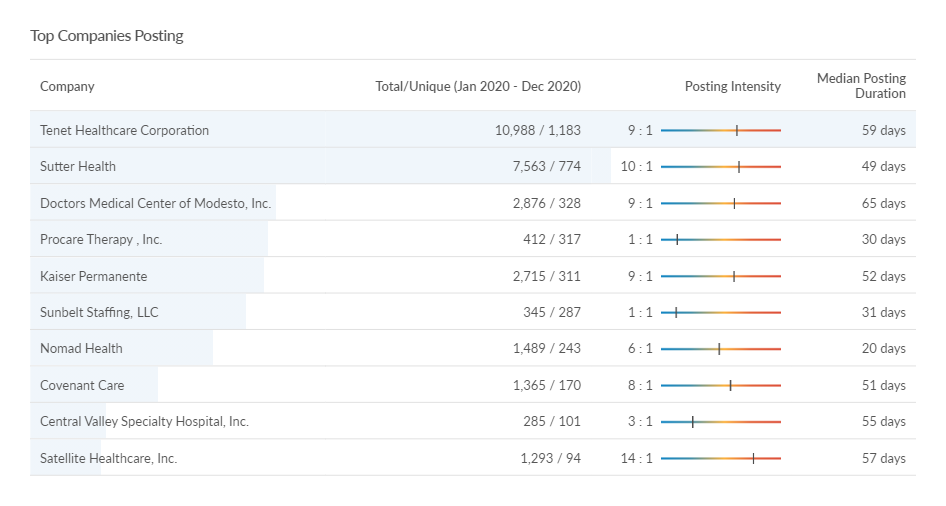 Top Companies Posting
Company Total/Unique (Jan 2020 - Dec 2020) Posting Intensity Median Posting Duration
Tenet Healthcare Corporation 10,988 / 1,183 9 : 1 59 days
Sutter Health 7,563 / 774 10 : 1 49 days
Doctors Medical Center of Modesto, Inc. 2,876 / 328 9 : 1 65 days
Procare Therapy , Inc. 412 / 317 1 : 1 30 days
Kaiser Permanente 2,715 / 311 9 : 1 52 days
Sunbelt Staffing, LLC 345 / 287 1 : 1 31 days
Nomad Health 1,489 / 243 6 : 1 20 days
Covenant Care 1,365 / 170 8 : 1 51 days
Central Valley Specialty Hospital, Inc. 285 / 101 3 : 1 55 days
Satellite Healthcare, Inc. 1,293 / 94 14 : 1 57 days